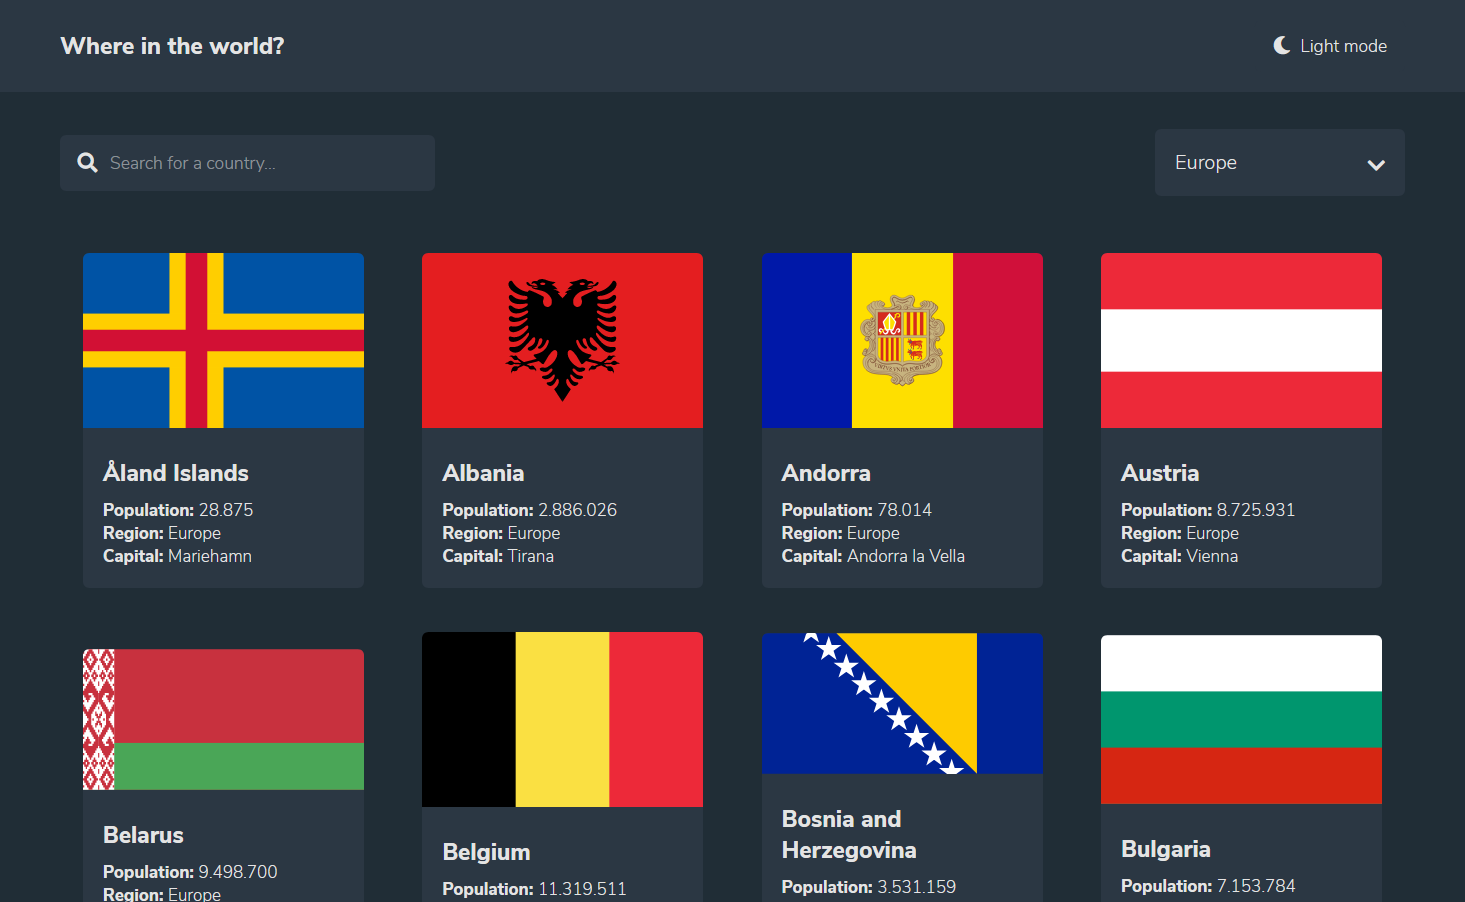 Where in the world?
Light mode
Search for a country...
Europe
Åland Islands
Population: 28.875
Region: Europe
Capital: Mariehamn
Albania
Population: 2.886.026
Region: Europe
Capital: Tirana
Andorra
Population: 78.014
Region: Europe
Capital: Andorra la Vella
Austria
Population: 8.725.931
Region: Europe
Capital: Vienna
Belarus
Population: 9.498.700
Region: Europe
Belgium
Population: 11.319.511
Bosnia and
Herzegovina
Population: 3.531.159
Bulgaria
Population: 7.153.784